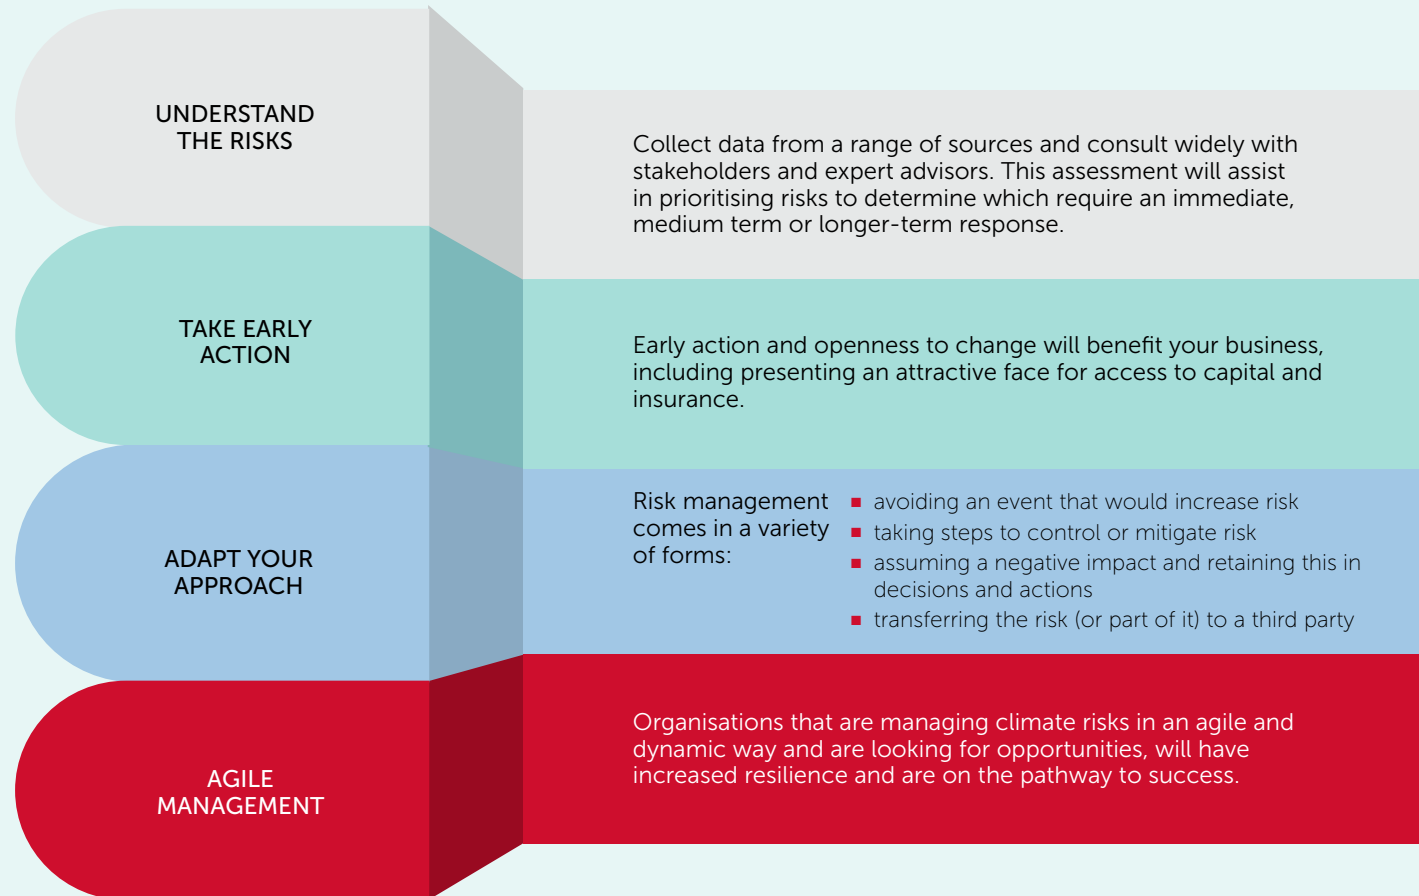 UNDERSTAND
THE RISKS
Collect data from a range of sources and consult widely with
stakeholders and expert advisors. This assessment will assist
in prioritising risks to determine which require an immediate,
medium term or longer-term response.
TAKE EARLY
ACTION
Early action and openness to change will benefit your business,
including presenting an attractive face for access to capital and
insurance.
ADAPT YOUR
APPROACH
Risk management
comes in a variety
of forms:
■ avoiding an event that would increase risk
■ taking steps to control or mitigate risk
■ assuming a negative impact and retaining this in
decisions and actions
■ transferring the risk (or part of it) to a third party
AGILE
MANAGEMENT
Organisations that are managing climate risks in an agile and
dynamic way and are looking for opportunities, will have
increased resilience and are on the pathway to success.